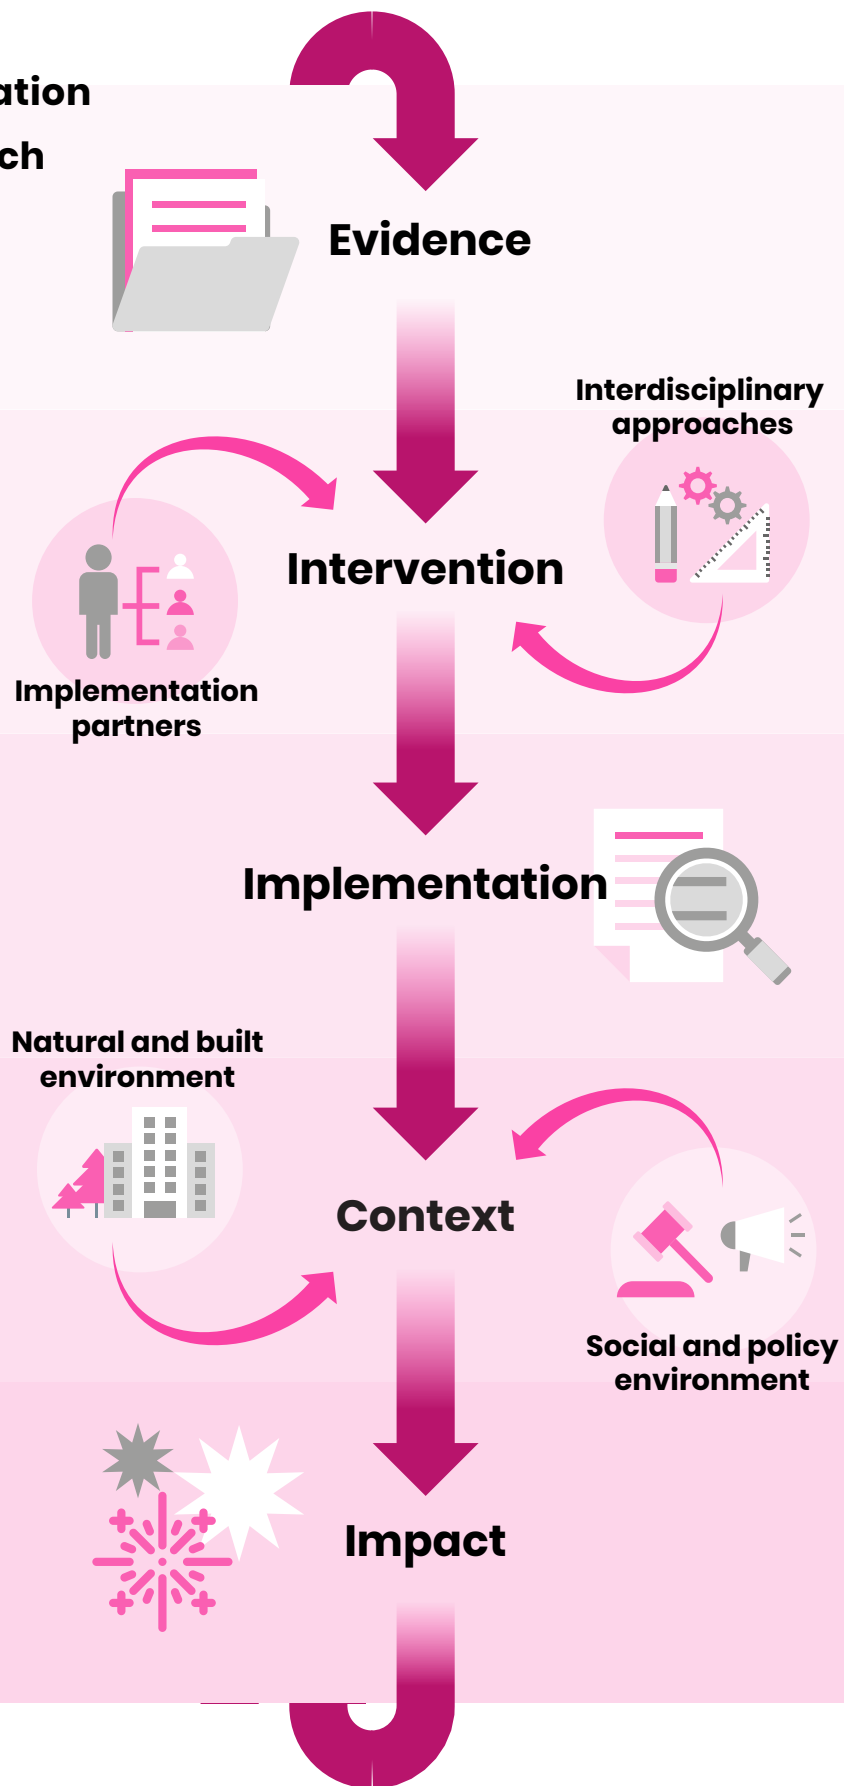 ation
ch
Evidence
Interdisciplinary
approaches
Intervention
Implementation
partners
Implementation
Natural and built
environment
Context
Social and policy
environment
Impact